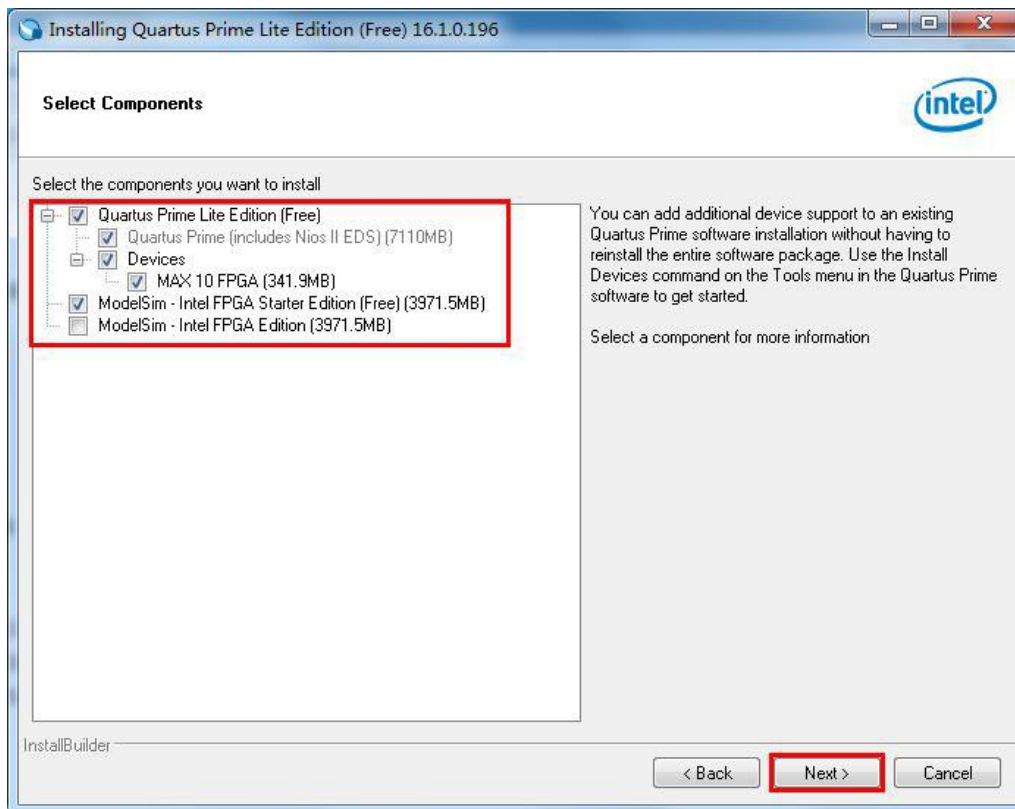 Installing Quartus Prime Lite Edition (Free) 16.1.0.196
Select Components
intel
Select the components you want to install
Quartus Prime Lite Edition (Free)
Quartus Prime (includes Nios II EDS) (7110MB)
Devices
MAX 10 FPGA (341.9MB)
ModelSim - Intel FPGA Starter Edition (Free) (3971.5MB)
ModelSim - Intel FPGA Edition (3971.5MB)
You can add additional device support to an existing
Quartus Prime software installation without having to
reinstall the entire software package. Use the Install
Devices command on the Tools menu in the Quartus Prime
software to get started.
Select a component for more information
InstallBuilder
< Back
Next >
Cancel